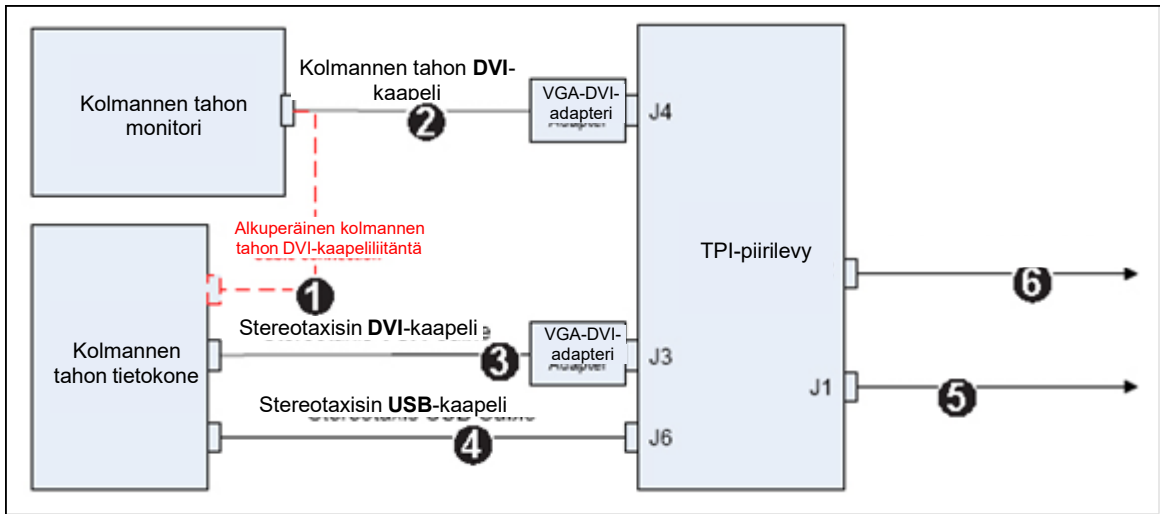 Kolmannen tahon DVI-
kaapeli
Kolmannen tahon
monitori
VGA-DVI-
adapteri
J4
2
Alkuperäinen kolmannen
tahon DVI-kaapeliliitäntä
TPI-piirilevy
6
1
Stereotaxisin DVI-kaapeli
VGA-DVI-
adapteri
Kolmannen
tahon tietokone
3
J3
J1
5
Stereotaxisin USB-kaapeli
4
J6